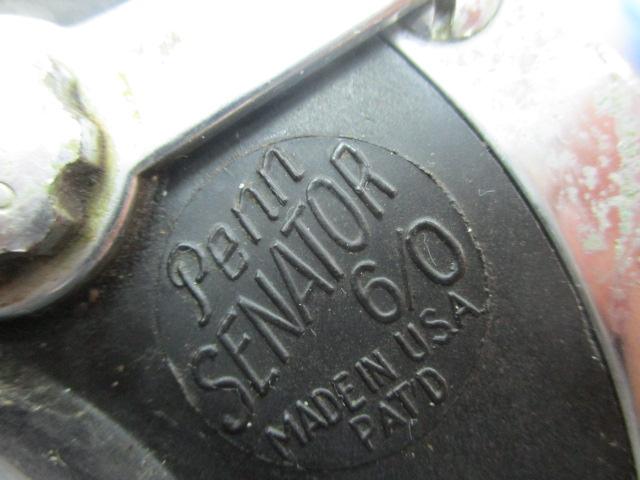 Penn
SENATOR
6/0
MADE IN USA
PAT'D